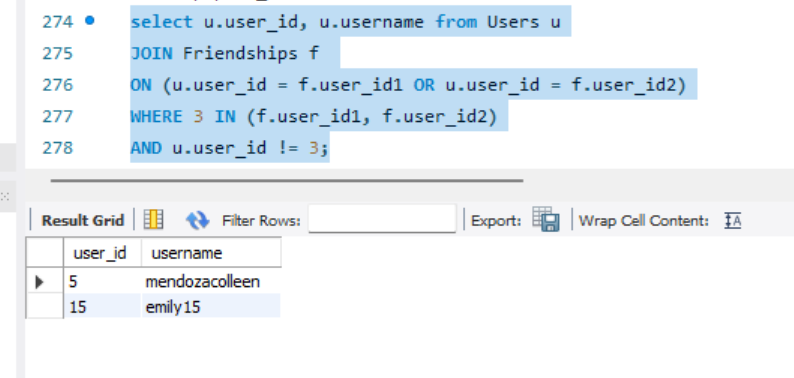 274 select u.user_id, u.username from Users u
275 JOIN Friendships f
276 ON (u.user_id = f.user_id1 OR u.user_id = f.user_id2)
277 WHERE 3 IN (f.user_id1, f.user_id2)
278 AND u.user_id != 3;
Result Grid Filter Rows: Export: Wrap Cell Content: IA
user_id username
5 mendozacolleen
15 emily15